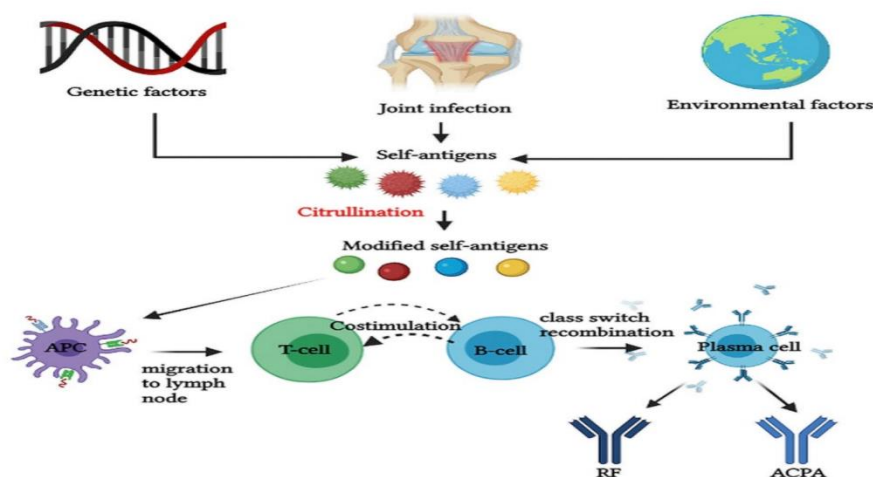 Genetic factors
Joint infection
Environmental factors
Self-antigens
Citrullination
Modified self-antigens
APC
migration
to lymph
node
T-cell
Costimulation
B-cell
class switch
recombination
Plasma cell
RF
ACPA